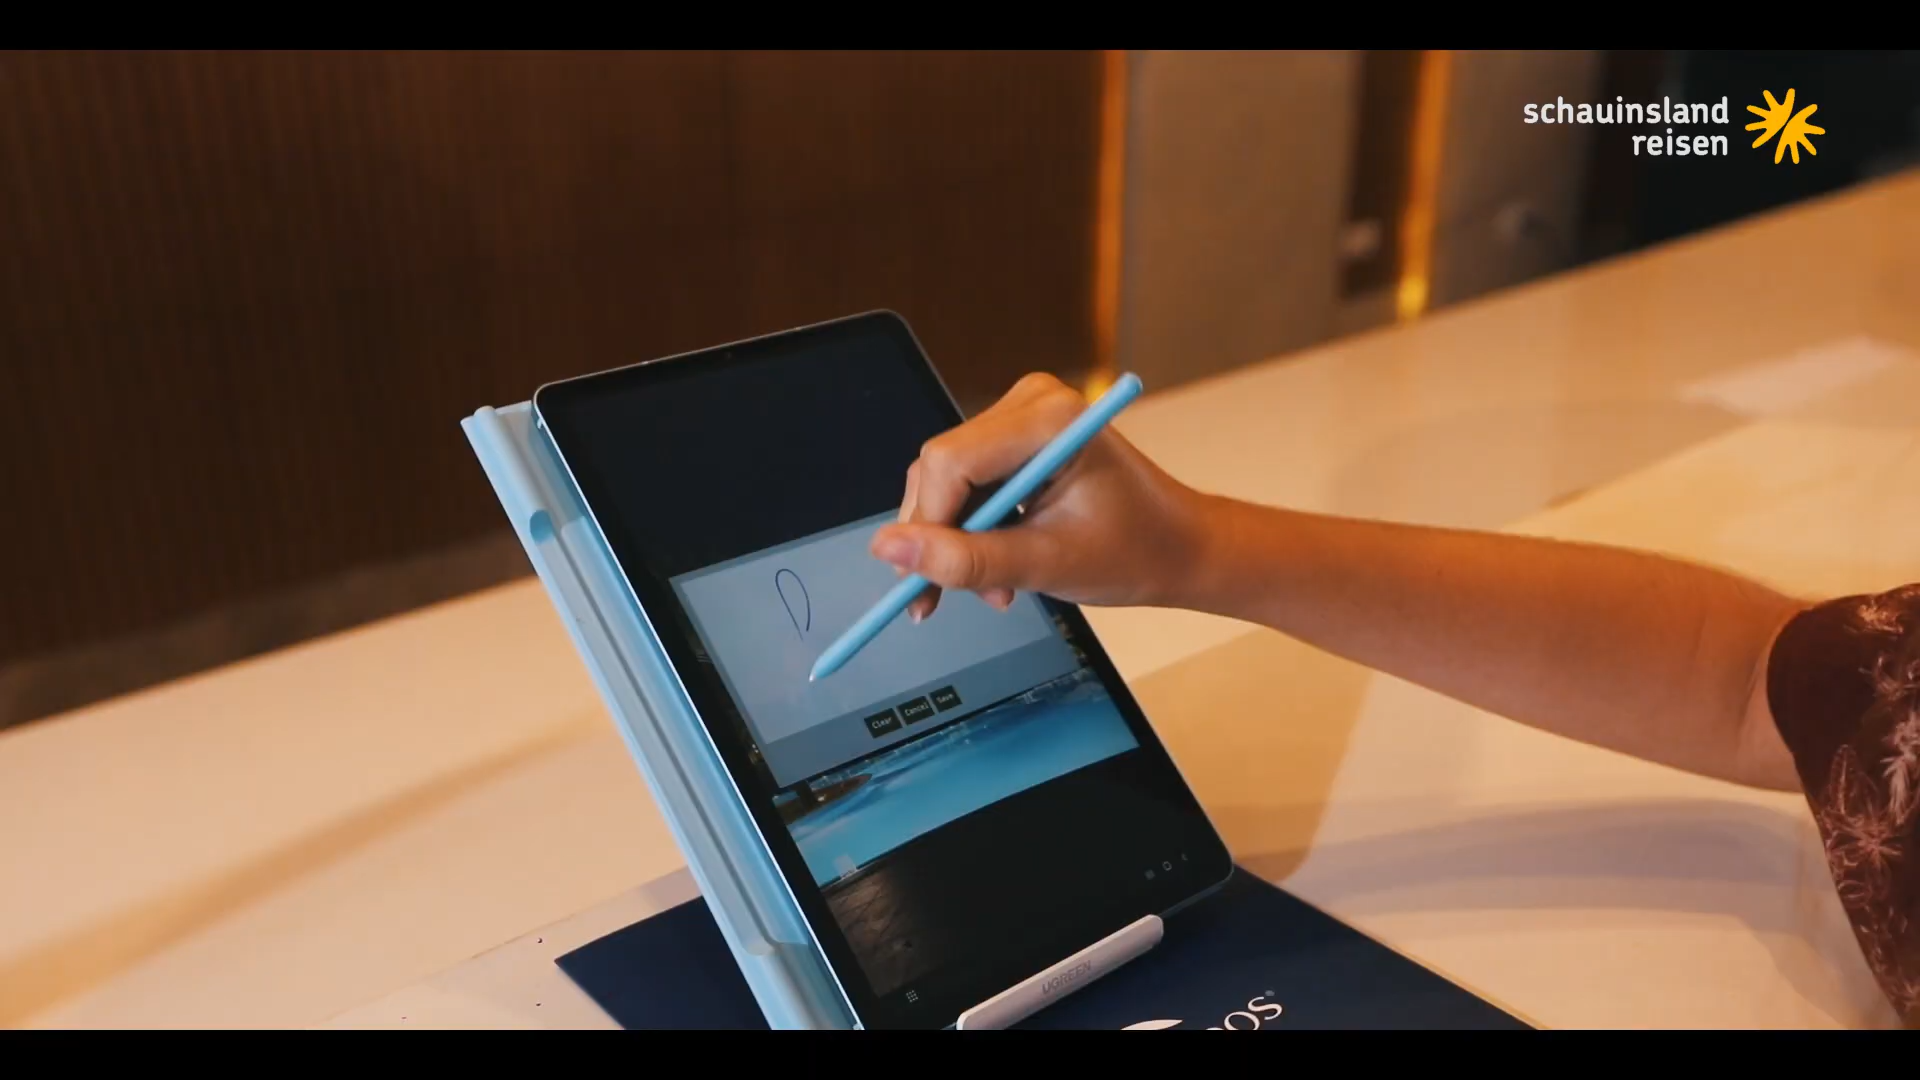 schauinsland
reisen
D
Clear Cancel Save
UGREEN